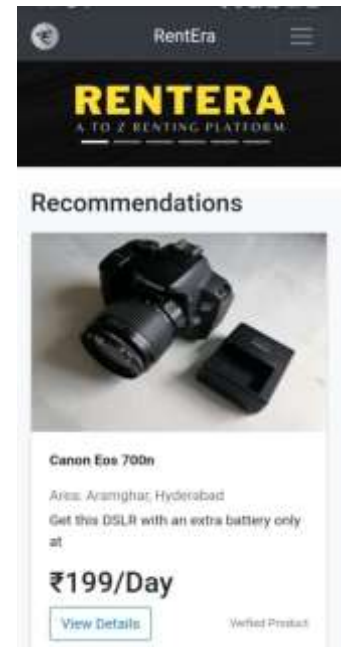 RentEra
RENTERA
A TO Z RENTING PLATFORM
Recommendations
Canon Eos 700n
Area: Aramghar, Hyderabad
Get this DSLR with an extra battery only
at
₹199/Day
View Details
Verified Product